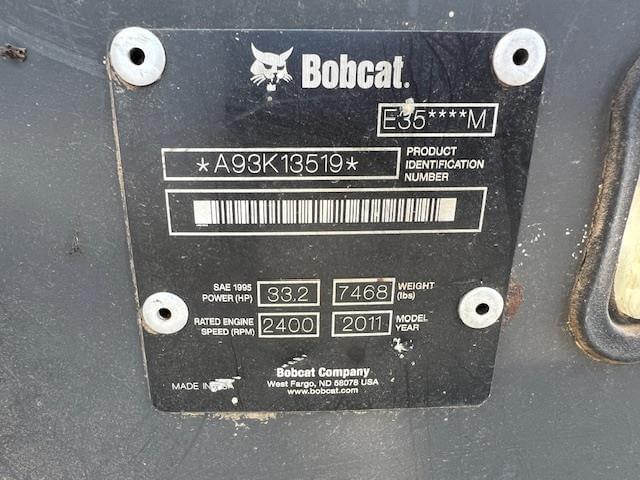 Bobcat.
E35****M
*A93K13519*
PRODUCT
IDENTIFICATION
NUMBER
SAE 1995
POWER (HP)
33.2
7468
WEIGHT
(lbs)
RATED ENGINE
SPEED (RPM)
2400
2011
MODEL
YEAR
Bobcat Company
MADE IN
West Fargo, ND 58078 USA
www.bobcat.com